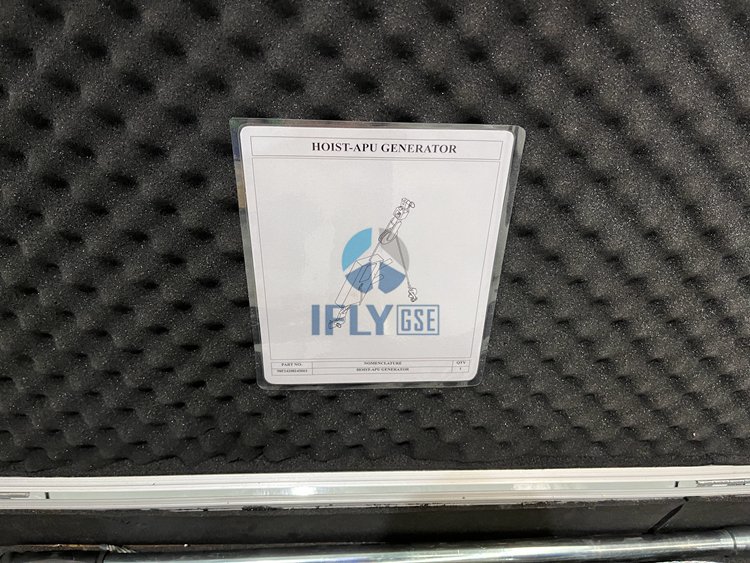 HOIST-APU GENERATOR
IFLY GSE
PART NO. NOMENCLATURE QTY
HOIST-APU GENERATOR 1